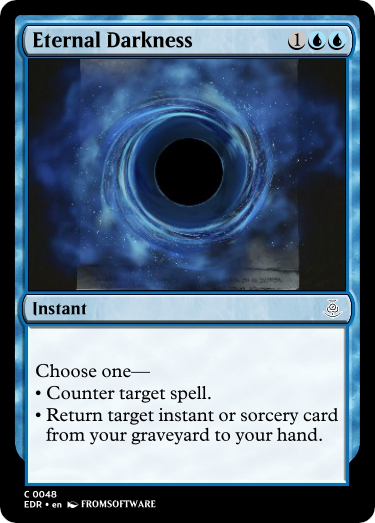 Eternal Darkness 1
Instant
Choose one—
• Counter target spell.
• Return target instant or sorcery card
from your graveyard to your hand.
C 0048
EDR • en FROMSOFTWARE